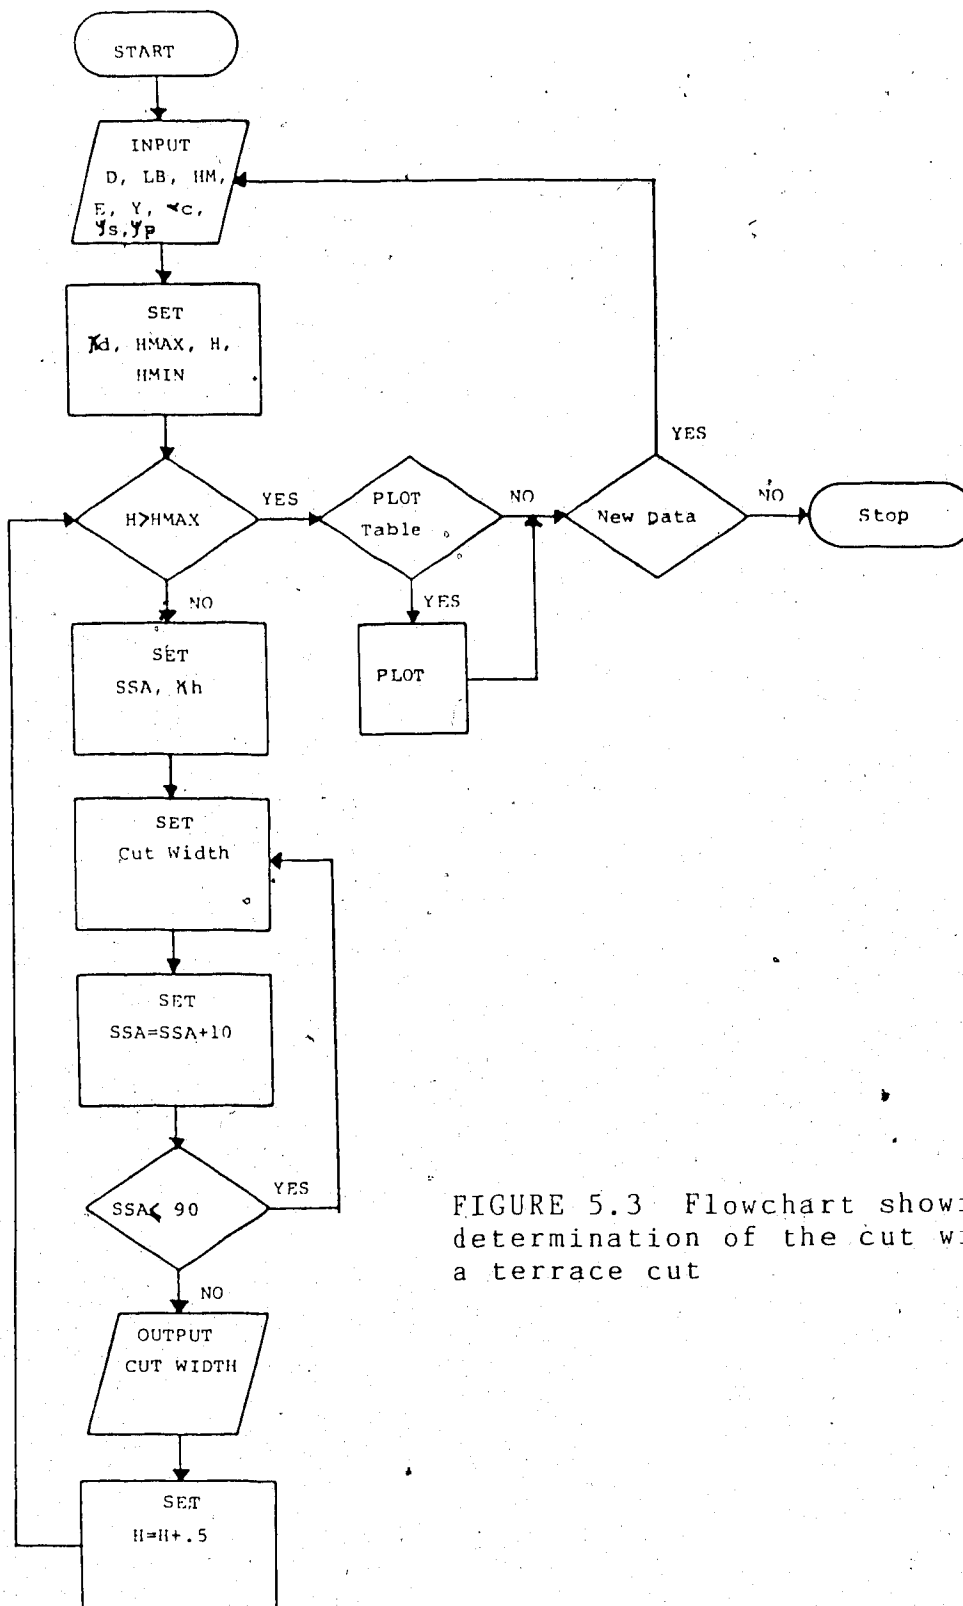 START
INPUT
D, LB, HM,
E, Y, αc,
γs, γp
SET
γd, HMAX, H,
HMIN
H>HMAX
YES
PLOT
Table
NO
New Data
YES
NO
Stop
NO
YES
PLOT
SET
SSA, γh
SET
Cut Width
SET
SSA=SSA+10
SSA< 90
YES
NO
OUTPUT
CUT WIDTH
SET
H=H+.5
FIGURE 5.3 Flowchart
determination of the cut
a terrace cut